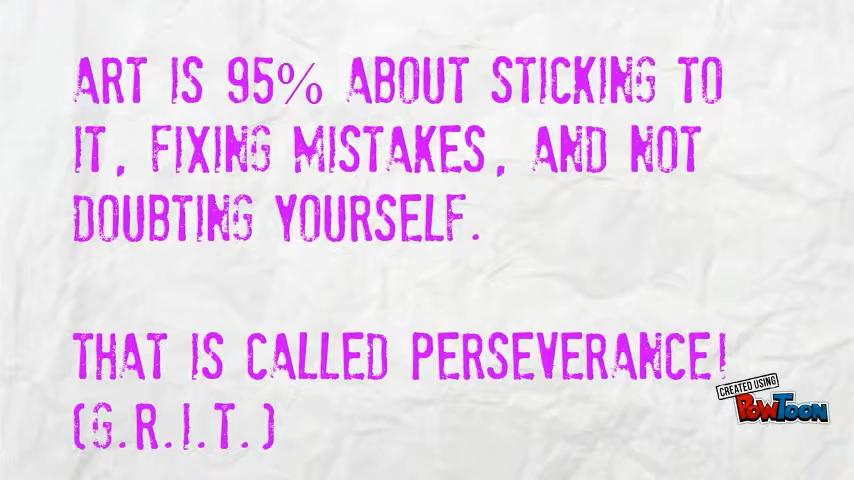 ART IS 95% ABOUT STICKING TO
IT, FIXING MISTAKES, AND NOT
DOUBTING YOURSELF.
THAT IS CALLED PERSEVERANCE!
(G.R.I.T.)
CREATED USING
POWTOON